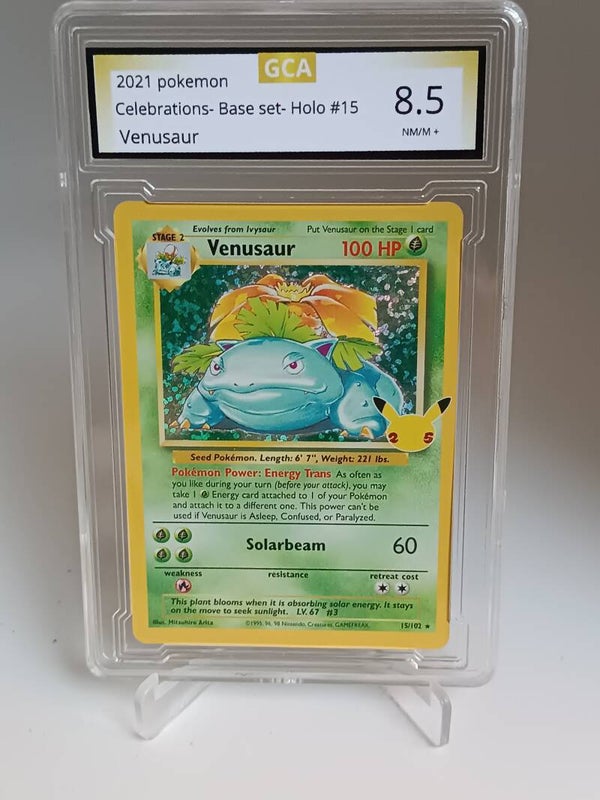 GCA
2021 pokemon
Celebrations- Base set- Holo #15
Venusaur
8.5
NM/M +
Evolves from Ivysaur
Put Venusaur on the Stage 1 card
STAGE 2
Venusaur
100 HP
25
Seed Pokémon. Length: 6' 7", Weight: 221 lbs.
Pokémon Power: Energy Trans As often as
you like during your turn (before your attack), you may
take 1 Energy card attached to 1 of your Pokémon
and attach it to a different one. This power can't be
used if Venusaur is Asleep, Confused, or Paralyzed.
Solarbeam 60
weakness resistance retreat cost
This plant blooms when it is absorbing solar energy. It stays
on the move to seek sunlight. LV. 67 #3
Illus. Mitsuhiro Arita ©1995, 96, 98 Nintendo, Creatures, GAMEFREAK. 15/102 ★